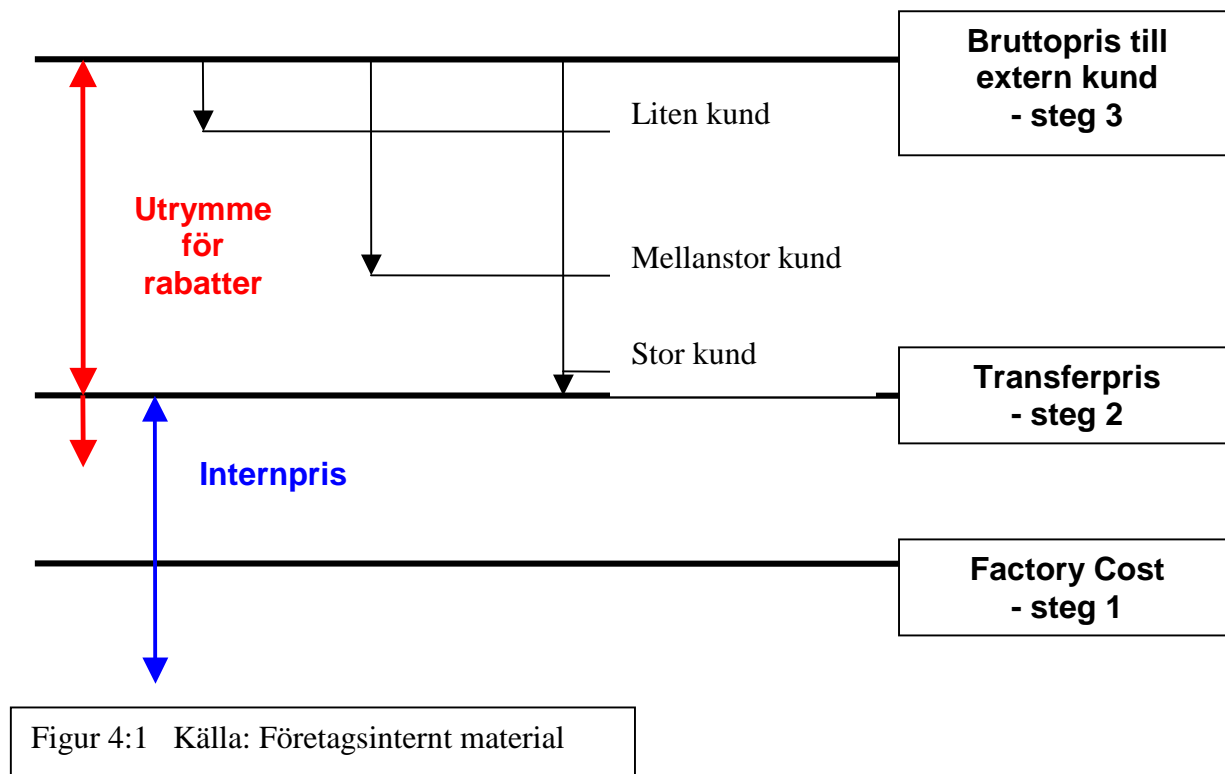 Bruttopris till
extern kund
- steg 3
Liten kund
Utrymme
för
rabatter
Mellanstor kund
Stor kund
Transferpris
- steg 2
Internpris
Factory Cost
- steg 1
Figur 4:1 Källa: Företagsinternt material